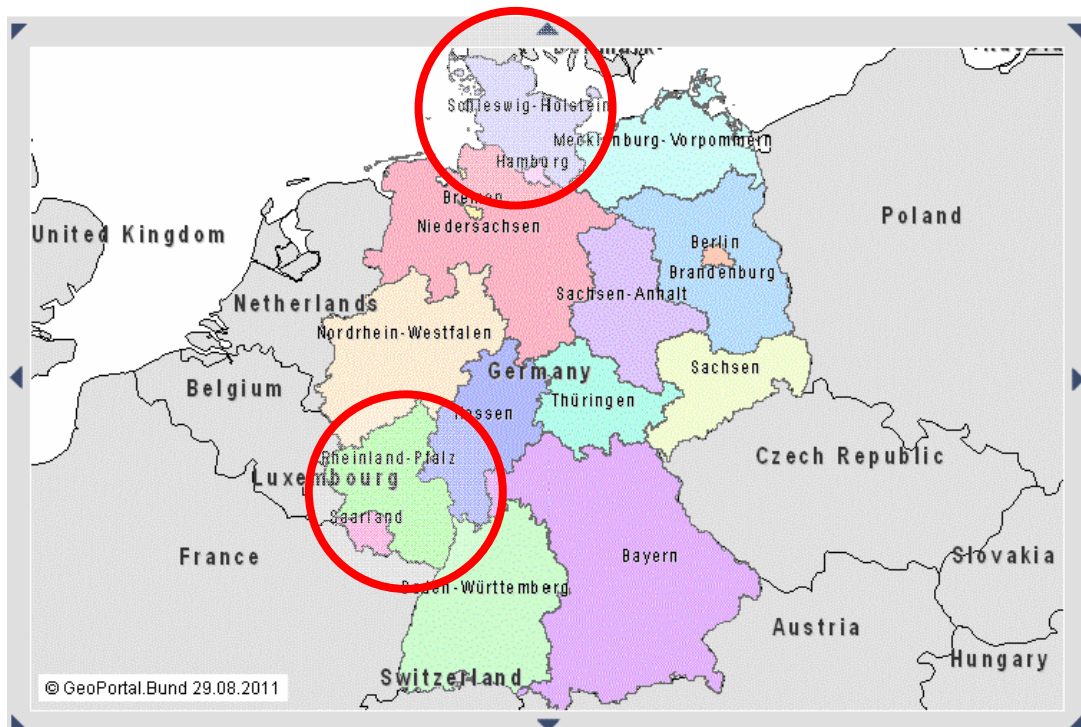 Schleswig-Holstein
Mecklenburg-Vorpommern
Hamburg
Bremen
Niedersachsen
Poland
United Kingdom
Berlin
Brandenburg
Netherlands
Sachsen-Anhalt
Nordrhein-Westfalen
Germany
Sachsen
Belgium
Thüringen
Hessen
Rheinland-Pfalz
Czech Republic
Luxembourg
Saarland
France
Bayern
Slovakia
Baden-Württemberg
Austria
Hungary
Switzerland
© GeoPortal.Bund 29.08.2011